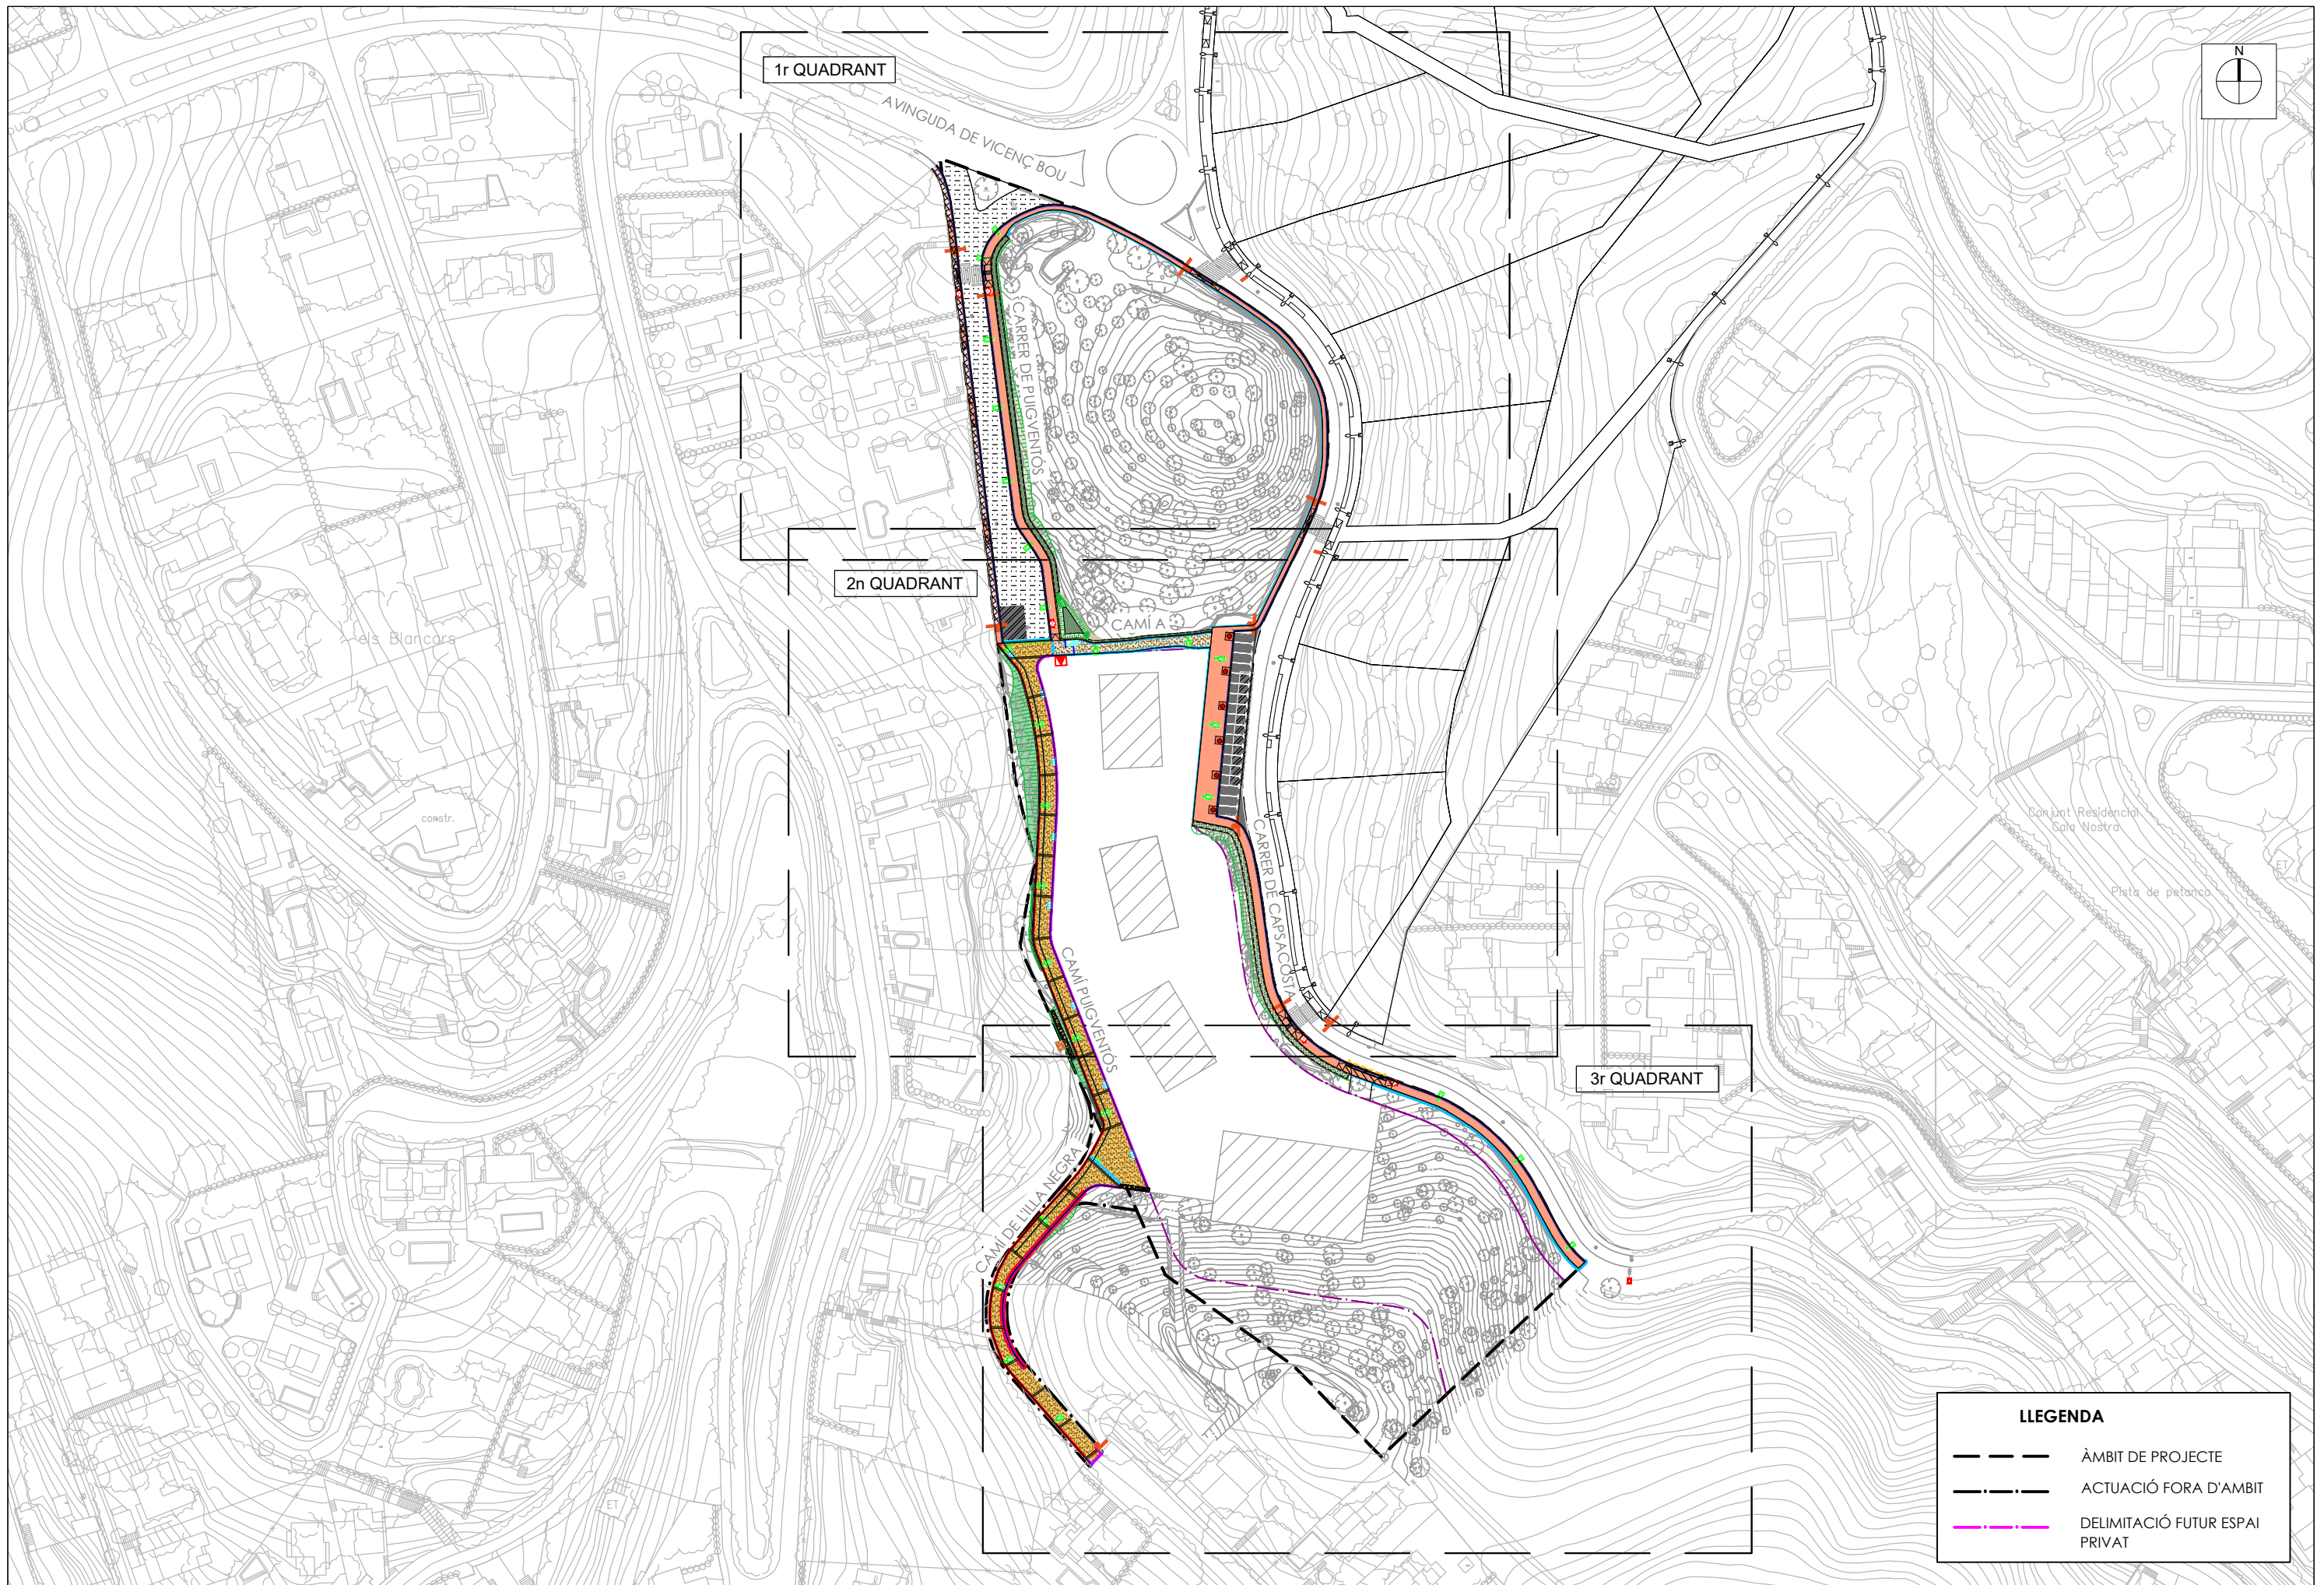 1r QUADRANT
N
AVINGUDA DE VICENÇ BOU
CARRER DE PUIGVENTÓS
2n QUADRANT
CAMÍ A
els Blancars
constr.
Conjunt Residencial
Cala Nostra
ET
Pista de petanca
CARRER DE CAPSACOSTA
CAMÍ PUIGVENTÓS
3r QUADRANT
CAMÍ DE L'ILLA NEGRA
ET
LLEGENDA
ÀMBIT DE PROJECTE
ACTUACIÓ FORA D'AMBIT
DELIMITACIÓ FUTUR ESPAI
PRIVAT